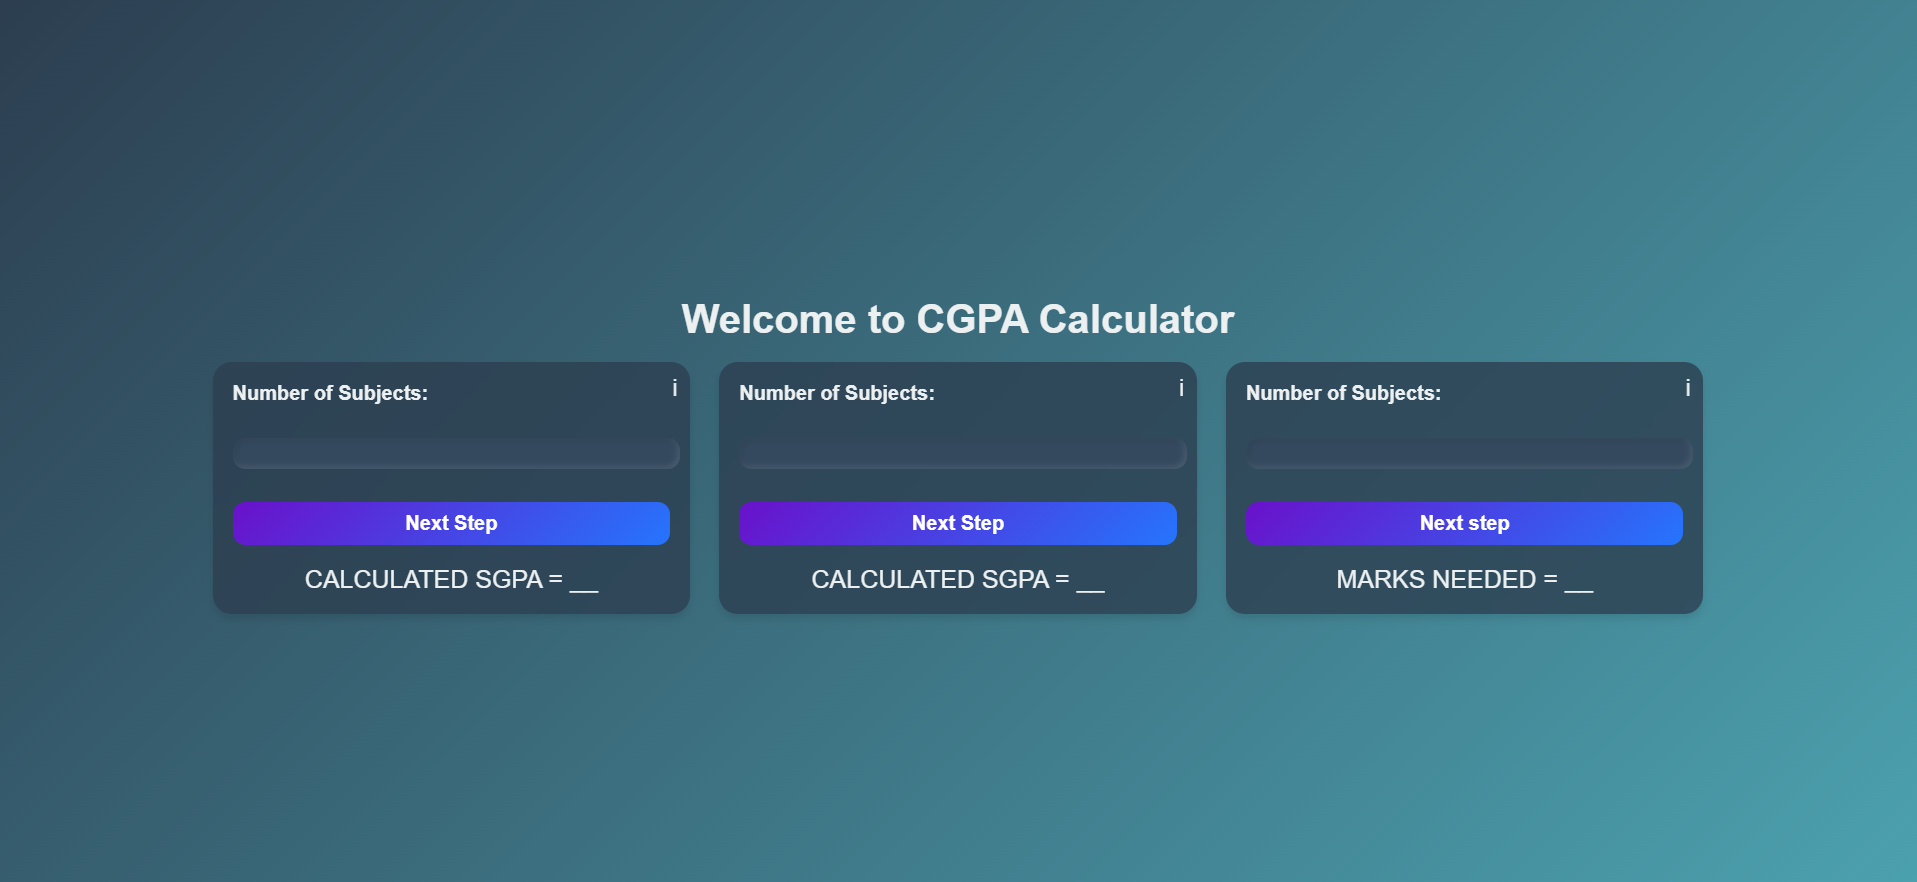 Welcome to CGPA Calculator
Number of Subjects:
i
Next Step
CALCULATED SGPA = __
Number of Subjects:
i
Next Step
CALCULATED SGPA = __
Number of Subjects:
i
Next step
MARKS NEEDED = __